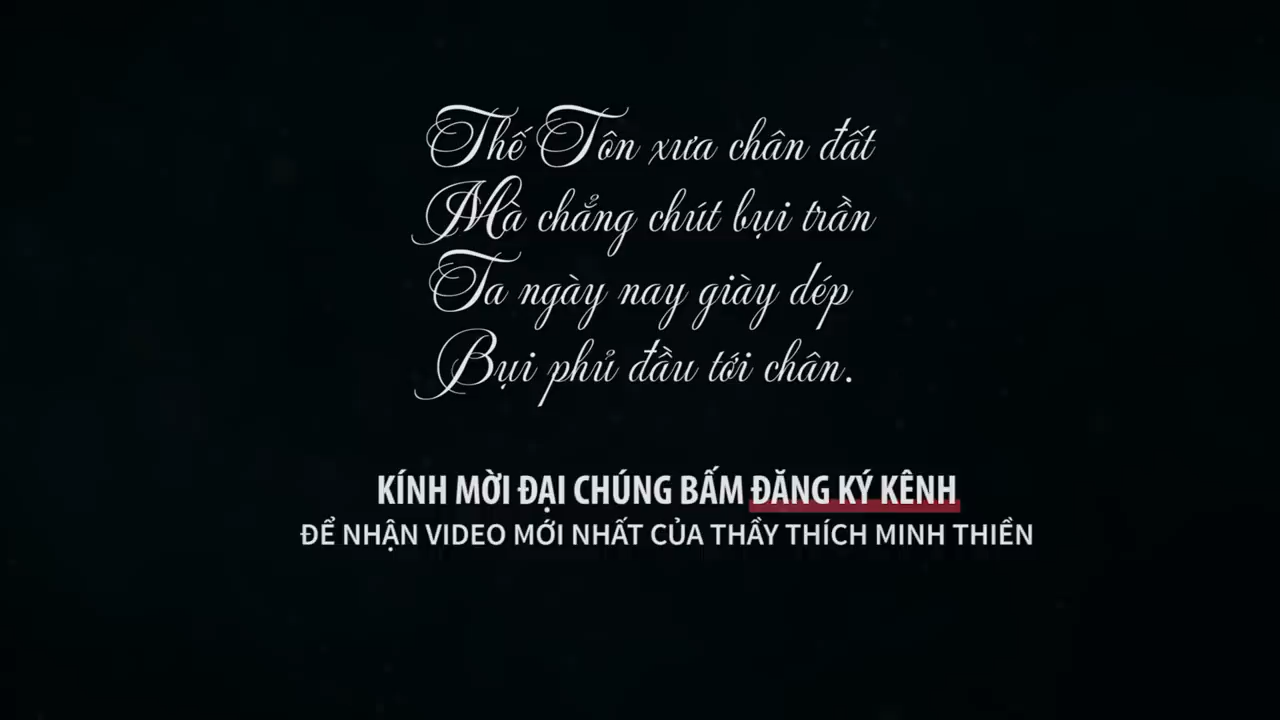 Thế Tôn xưa chân đất
Mà chẳng chút bụi trần
Ta ngày nay giày dép
Bụi phủ đầu tới chân.
KÍNH MỜI ĐẠI CHÚNG BẤM ĐĂNG KÝ KÊNH
ĐỂ NHẬN VIDEO MỚI NHẤT CỦA THẦY THÍCH MINH THIỀN